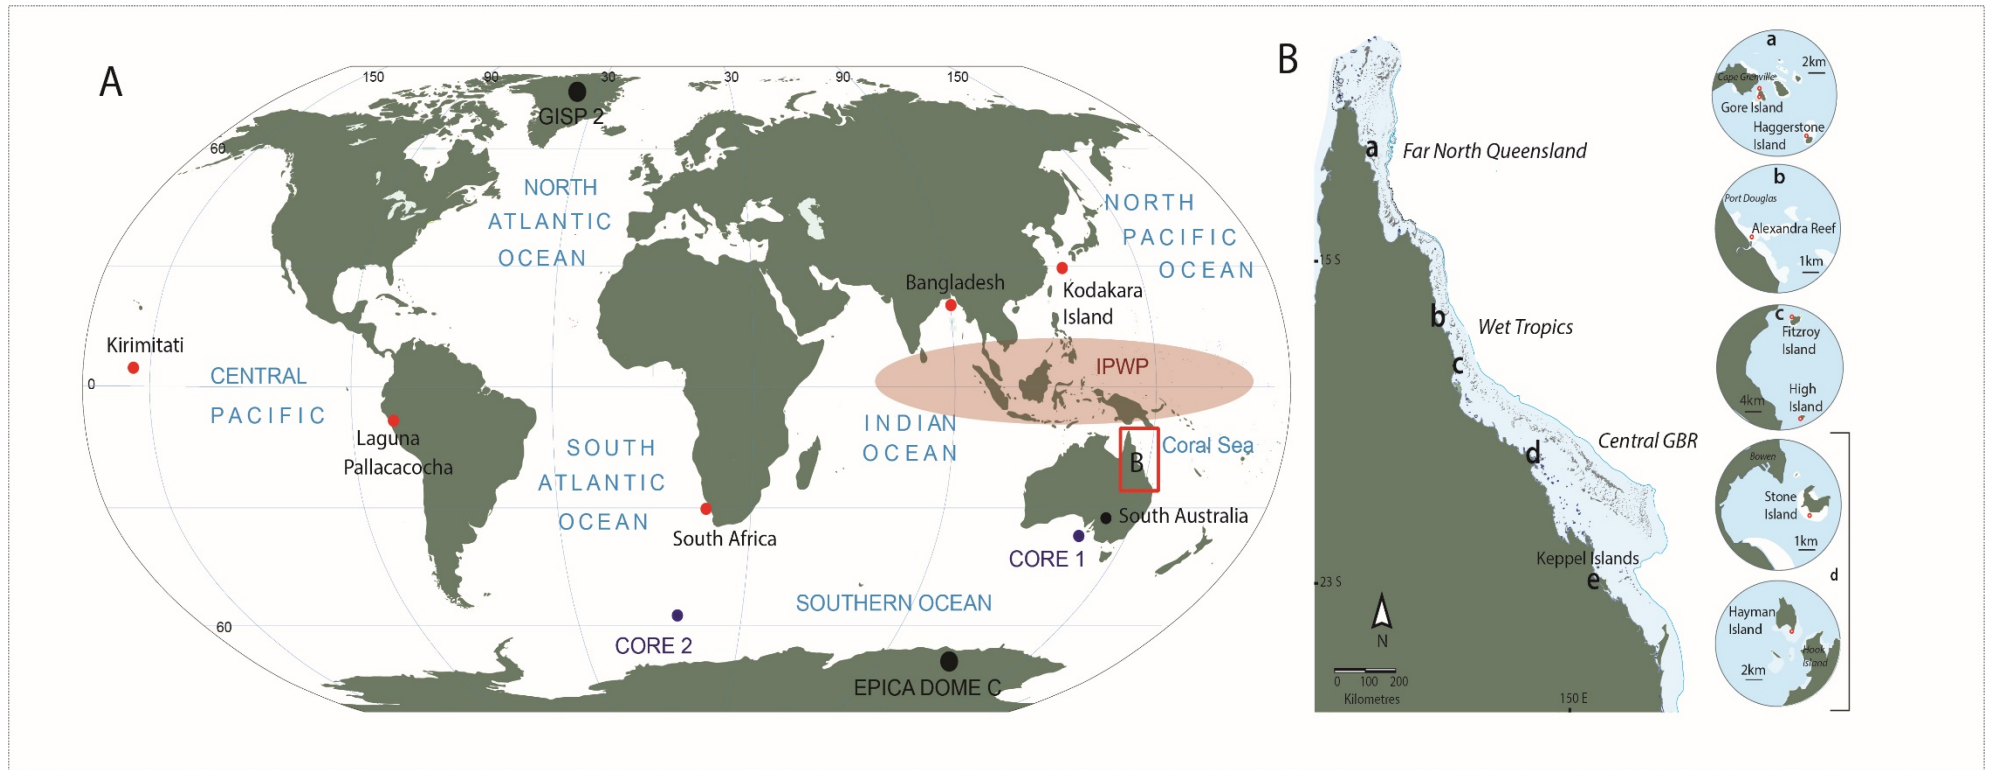 A
150
90
30
30
90
150
GISP 2
60
NORTH
ATLANTIC
OCEAN
NORTH
PACIFIC
OCEAN
Bangladesh
Kodakara
Island
Kirimitati
IPWP
0
CENTRAL
PACIFIC
Laguna
Pallacacocha
INDIAN
OCEAN
SOUTH
ATLANTIC
OCEAN
Coral Sea
B
South Australia
South Africa
CORE 1
SOUTHERN OCEAN
60
CORE 2
EPICA DOME C
B
a
Far North Queensland
15 S
b
Wet Tropics
c
Central GBR
d
Keppel Islands
23 S
e
N
0 100 200
Kilometres
150 E
a
2km
Cape Grenville
Gore Island
Haggerstone
Island
b
Port Douglas
Alexandra Reef
1km
c
Fitzroy
Island
High
Island
4km
Bowen
Stone
Island
1km
d
Hayman
Island
Hook
Island
2km